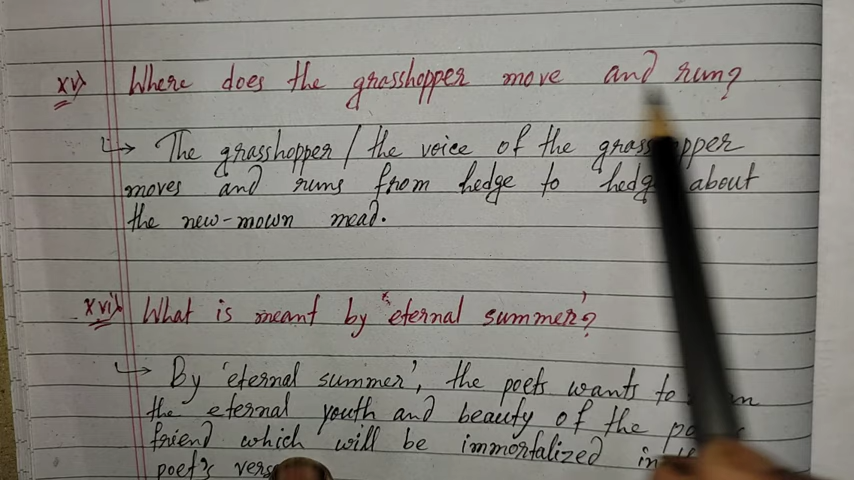 xv) Where does the grasshopper move and run?
↳ The grasshopper / the voice of the grasshopper
moves and runs from hedge to hedge about
the new-mown mead.
xvi) What is meant by 'eternal summer'?
↳ By 'eternal summer', the poets wants to
the eternal youth and beauty of the
friend which will be immortalized in
poet's